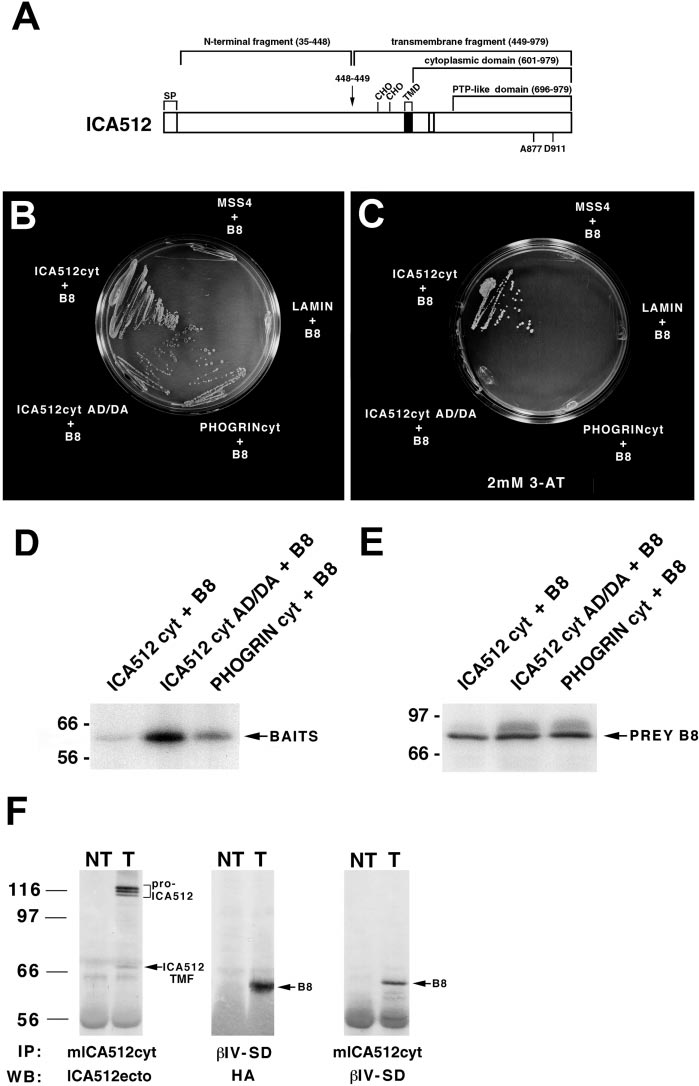 A
N-terminal fragment (35-448)
transmembrane fragment (449-979)
cytoplasmic domain (601-979)
448-449
CHO
CHO
TMD
PTP-like domain (696-979)
SP
ICA512
A877 D911
B
MSS4
+
B8
ICA512cyt
+
B8
LAMIN
+
B8
ICA512cyt AD/DA
+
B8
PHOGRINcyt
+
B8
C
MSS4
+
B8
ICA512cyt
+
B8
LAMIN
+
B8
ICA512cyt AD/DA
+
B8
PHOGRINcyt
+
B8
2mM 3-AT
D
ICA512 cyt + B8
ICA512 cyt AD/DA + B8
PHOGRIN cyt + B8
66 -
56 -
BAITS
E
ICA512 cyt + B8
ICA512 cyt AD/DA + B8
PHOGRIN cyt + B8
97 -
66 -
PREY B8
F
NT T
NT T
NT T
116
97
66
56
pro-
ICA512
ICA512
TMF
B8
B8
IP: mICA512cyt βIV-SD mICA512cyt
WB: ICA512ecto HA βIV-SD